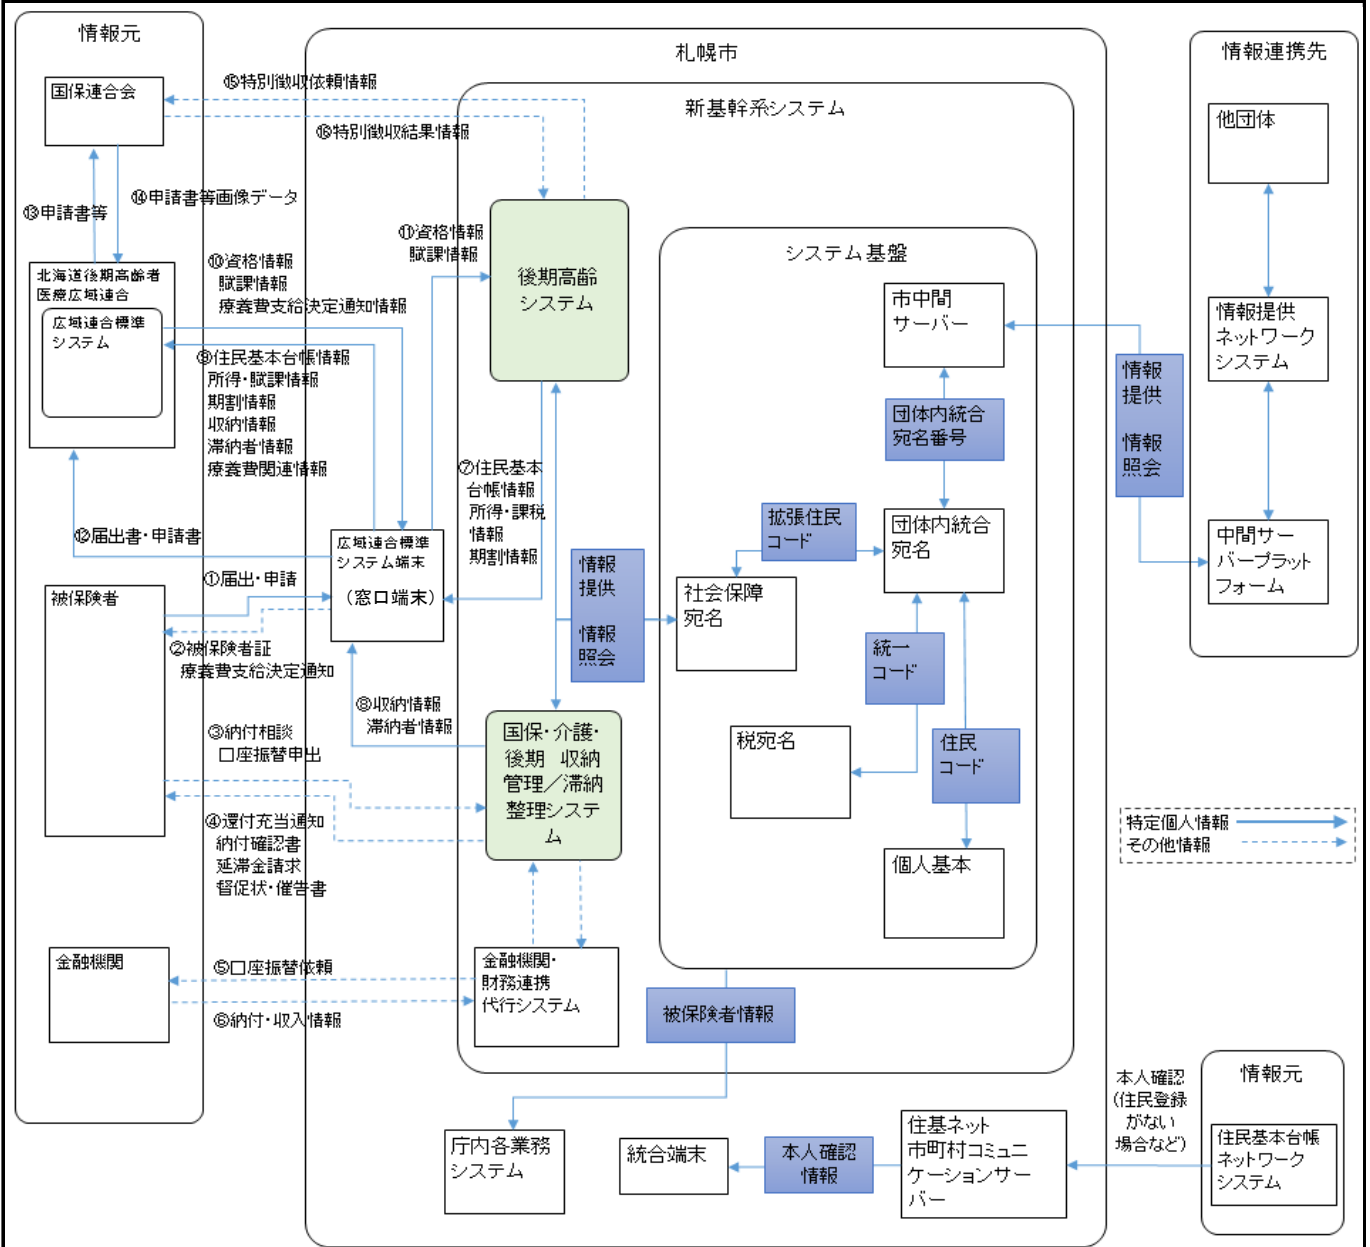 情報元
国保連合会
⑮特別徴収依頼情報
⑯特別徴収結果情報
⑬申請書等
⑭申請書等画像データ
北海道後期高齢者
医療広域連合
広域連合標準
システム
⑩資格情報
賦課情報
療養費支給決定通知情報
⑨住民基本台帳情報
所得・賦課情報
期割情報
収納情報
滞納者情報
療養費関連情報
⑫届出書・申請書
①届出・申請
被保険者
②被保険者証
療養費支給決定通知
③納付相談
口座振替申出
④還付充当通知
納付確認書
延滞金請求
督促状・催告書
金融機関
⑤口座振替依頼
⑥納付・収入情報
札幌市
新基幹系システム
⑪資格情報
賦課情報
後期高齢
システム
⑦住民基本
台帳情報
所得・課税
情報
期割情報
広域連合標準
システム端末
（窓口端末）
⑧収納情報
滞納者情報
情報
提供
情報
照会
国保・介護・
後期 収納
管理／滞納
整理システ
ム
金融機関・
財務連携
代行システム
システム基盤
市中間
サーバー
団体内統合
宛名番号
拡張住民
コード
団体内統合
宛名
社会保障
宛名
統一
コード
税宛名
住民
コード
個人基本
被保険者情報
庁内各業務
システム
統合端末
本人確認
情報
住基ネット
市町村コミュニ
ケーションサー
バー
情報連携先
他団体
情報提供
ネットワーク
システム
情報
提供
情報
照会
中間サー
バープラット
フォーム
特定個人情報
その他情報
本人確認
（住民登録
がない
場合など）
情報元
住民基本台帳
ネットワーク
システム